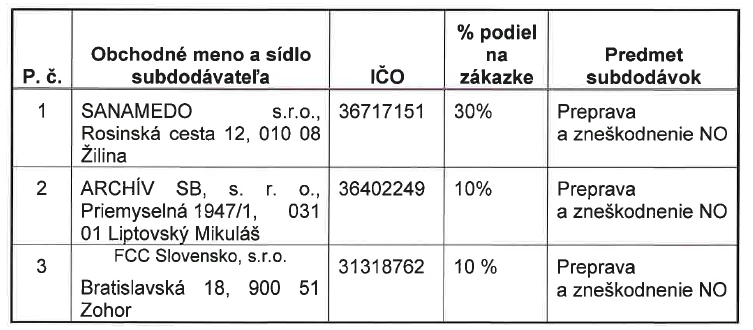 P. č. Obchodné meno a sídlo subdodávateľa IČO % podiel na zákazke Predmet subdodávok
1 SANAMEDO s.r.o., 36717151 30% Preprava
Rosinská cesta 12, 010 08 a zneškodnenie NO
Žilina
2 ARCHÍV SB, s. r. o., 36402249 10% Preprava
Priemyselná 1947/1, 031 a zneškodnenie NO
01 Liptovský Mikuláš
3 FCC Slovensko, s.r.o. 31318762 10 % Preprava
Bratislavská 18, 900 51 a zneškodnenie NO
Zohor